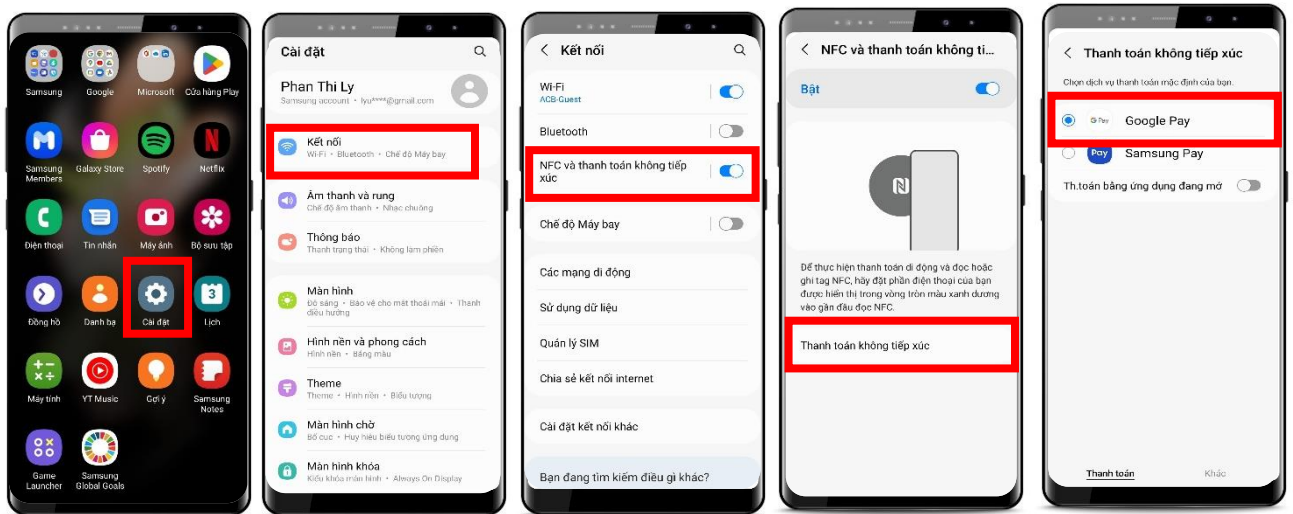 Samsung
Google
Microsoft
Cửa hàng Play
Samsung
Members
Galaxy Store
Spotify
Netflix
Điện thoại
Tin nhắn
Máy ảnh
Bộ sưu tập
3
Đồng hồ
Danh bạ
Cài đặt
Lịch
Máy tính
YT Music
Gợi ý
Samsung
Notes
Game
Launcher
Samsung
Global Goals
Cài đặt
Phan Thi Ly
Samsung account • lyu****@gmail.com
Kết nối
Wi-Fi • Bluetooth • Chế độ Máy bay
Âm thanh và rung
Chế độ âm thanh • Nhạc chuông
Thông báo
Thanh trạng thái • Không làm phiền
Màn hình
Độ sáng • Bảo vệ cho mắt thoải mái • Thanh
điều hướng
Hình nền và phong cách
Hình nền • Bảng màu
Theme
Theme • Hình nền • Biểu tượng
Màn hình chờ
Bố cục • Huy hiệu biểu tượng ứng dụng
Màn hình khóa
Kiểu khóa màn hình • Always On Display
Kết nối
Wi-Fi
ACB-Guest
Bluetooth
NFC và thanh toán không tiếp
xúc
Chế độ Máy bay
Các mạng di động
Sử dụng dữ liệu
Quản lý SIM
Chia sẻ kết nối internet
Cài đặt kết nối khác
Bạn đang tìm kiếm điều gì khác?
NFC và thanh toán không ti...
Bật
Để thực hiện thanh toán di động và đọc hoặc
ghi tag NFC, hãy đặt phần điện thoại của bạn
được hiển thị trong vòng tròn màu xanh dương
vào gần đầu đọc NFC.
Thanh toán không tiếp xúc
Thanh toán không tiếp xúc
Chọn dịch vụ thanh toán mặc định của bạn.
G Pay Google Pay
Pay Samsung Pay
Th.toán bằng ứng dụng đang mở
Thanh toán Khác